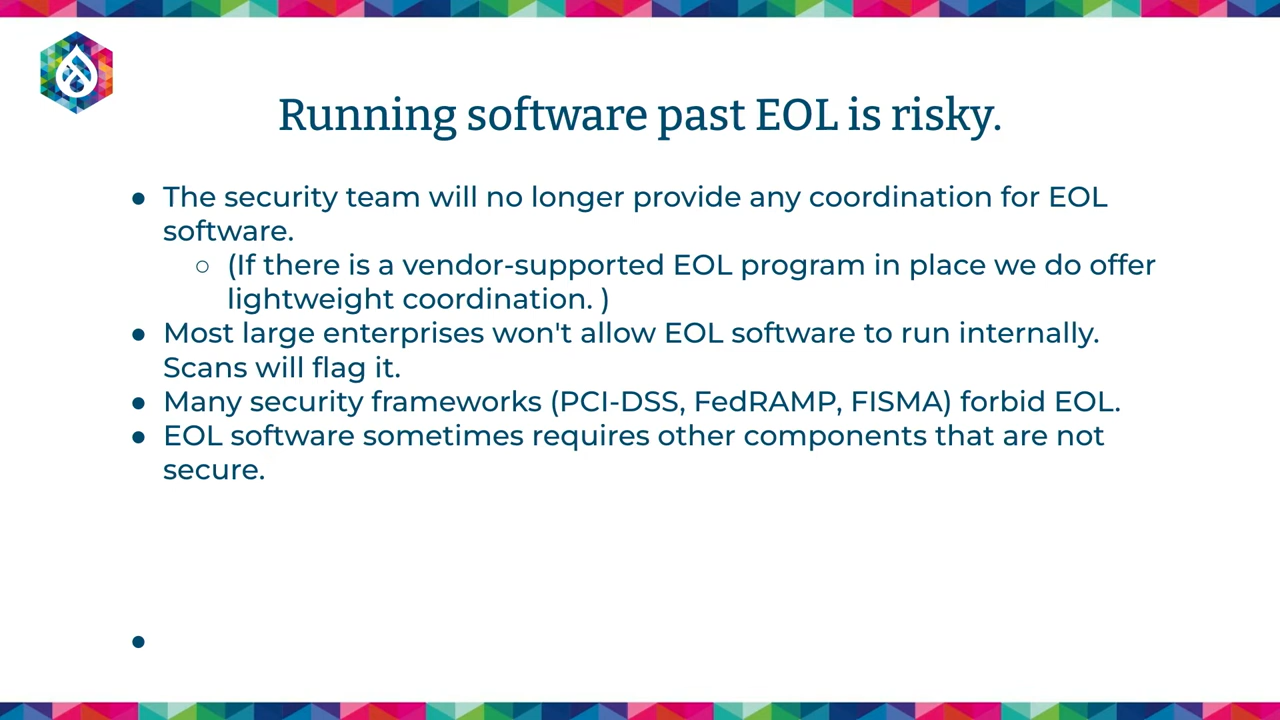 Running software past EOL is risky.
● The security team will no longer provide any coordination for EOL
software.
○ (If there is a vendor-supported EOL program in place we do offer
lightweight coordination. )
● Most large enterprises won't allow EOL software to run internally.
Scans will flag it.
● Many security frameworks (PCI-DSS, FedRAMP, FISMA) forbid EOL.
● EOL software sometimes requires other components that are not
secure.
●